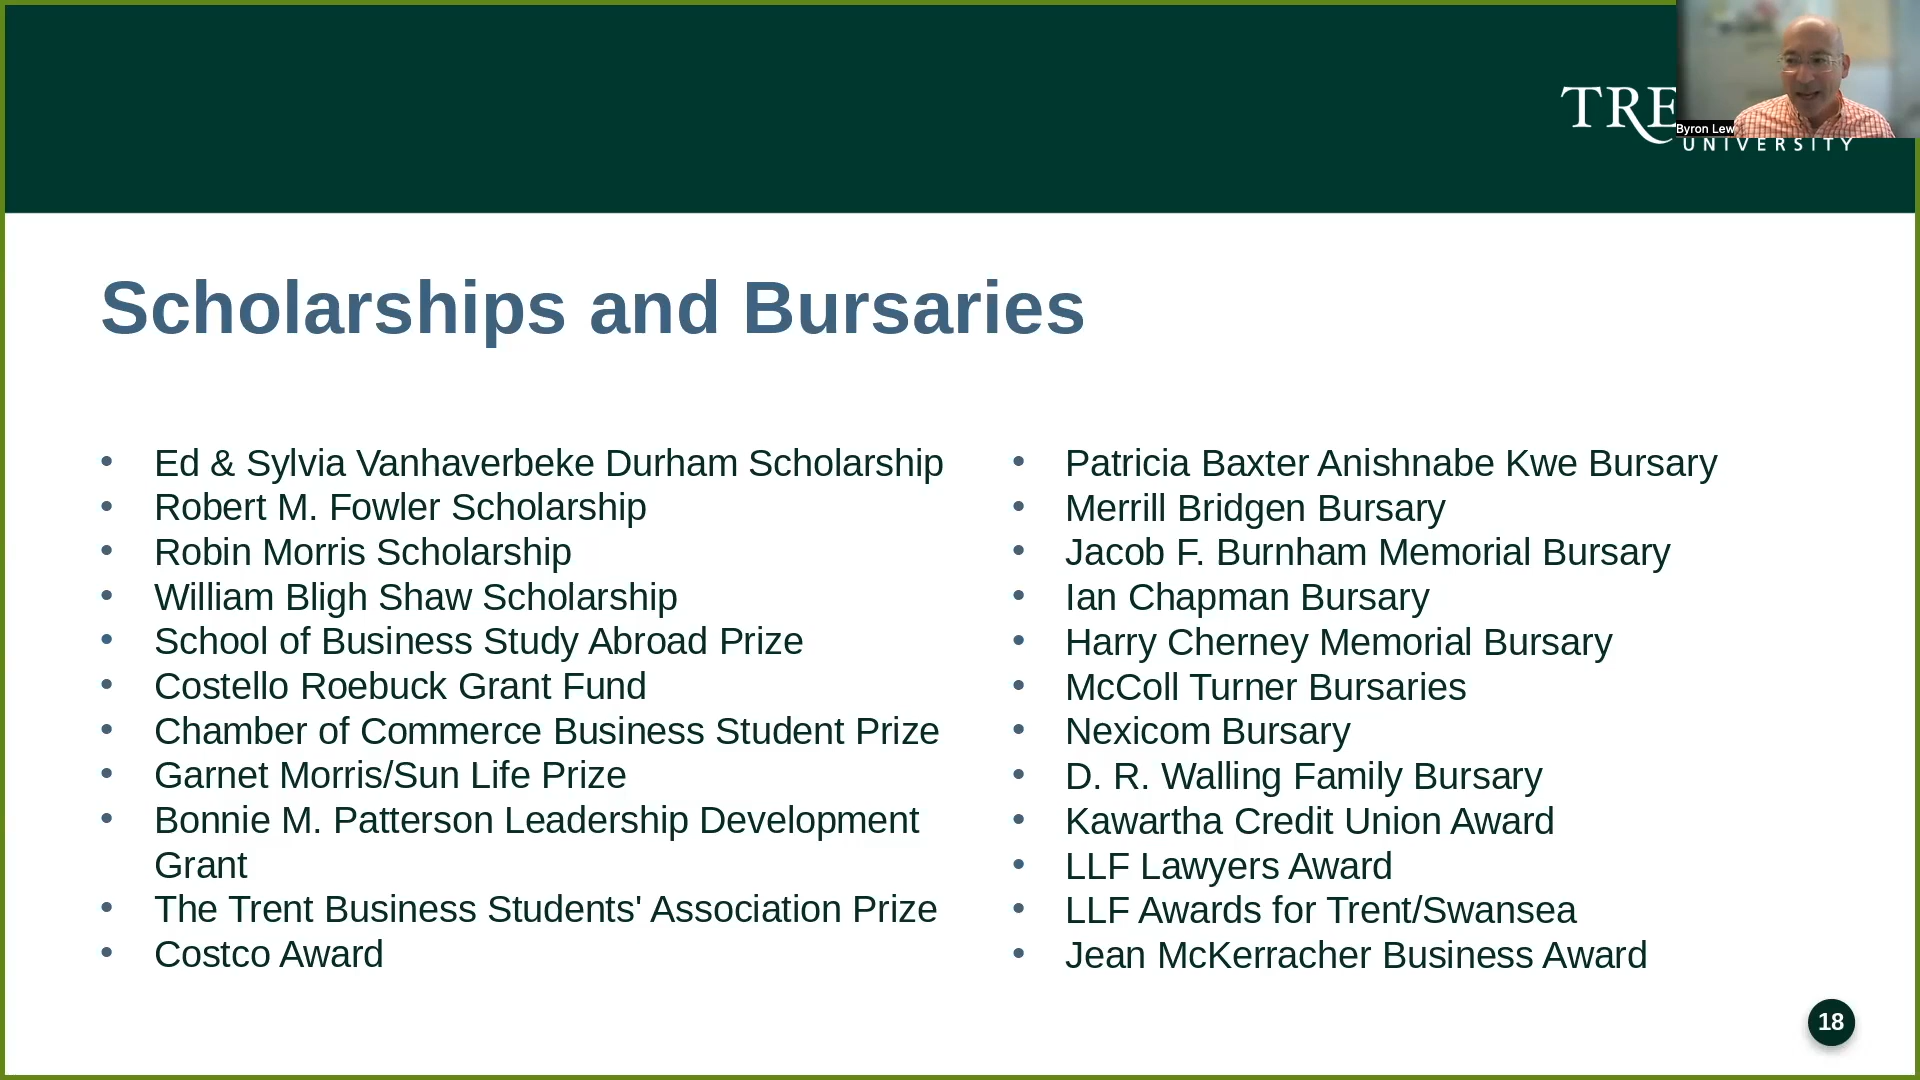 TRE
UNIVERSITY
Byron Lew
Scholarships and Bursaries
• Ed & Sylvia Vanhaverbeke Durham Scholarship
• Robert M. Fowler Scholarship
• Robin Morris Scholarship
• William Bligh Shaw Scholarship
• School of Business Study Abroad Prize
• Costello Roebuck Grant Fund
• Chamber of Commerce Business Student Prize
• Garnet Morris/Sun Life Prize
• Bonnie M. Patterson Leadership Development
Grant
• The Trent Business Students' Association Prize
• Costco Award
• Patricia Baxter Anishnabe Kwe Bursary
• Merrill Bridgen Bursary
• Jacob F. Burnham Memorial Bursary
• Ian Chapman Bursary
• Harry Cherney Memorial Bursary
• McColl Turner Bursaries
• Nexicom Bursary
• D. R. Walling Family Bursary
• Kawartha Credit Union Award
• LLF Lawyers Award
• LLF Awards for Trent/Swansea
• Jean McKerracher Business Award
18